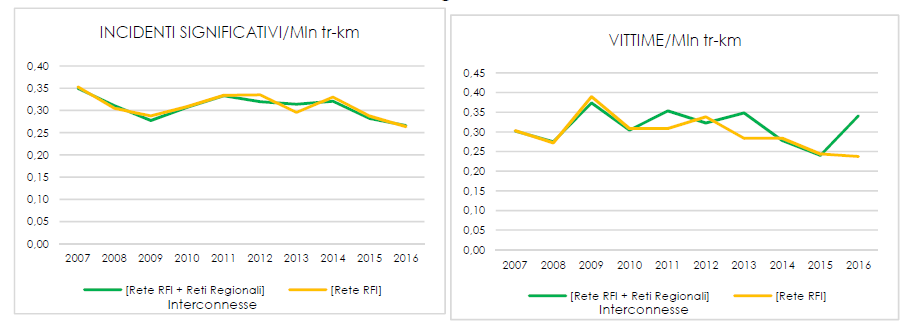 INCIDENTI SIGNIFICATIVI/Mln tr-km
0,40
0,35
0,30
0,25
0,20
0,15
0,10
0,05
0,00
2007 2008 2009 2010 2011 2012 2013 2014 2015 2016
[Rete RFI + Reti Regionali] [Rete RFI]
Interconnesse
VITTIME/Mln tr-km
0,45
0,40
0,35
0,30
0,25
0,20
0,15
0,10
0,05
0,00
2007 2008 2009 2010 2011 2012 2013 2014 2015 2016
[Rete RFI + Reti Regionali] [Rete RFI]
Interconnesse